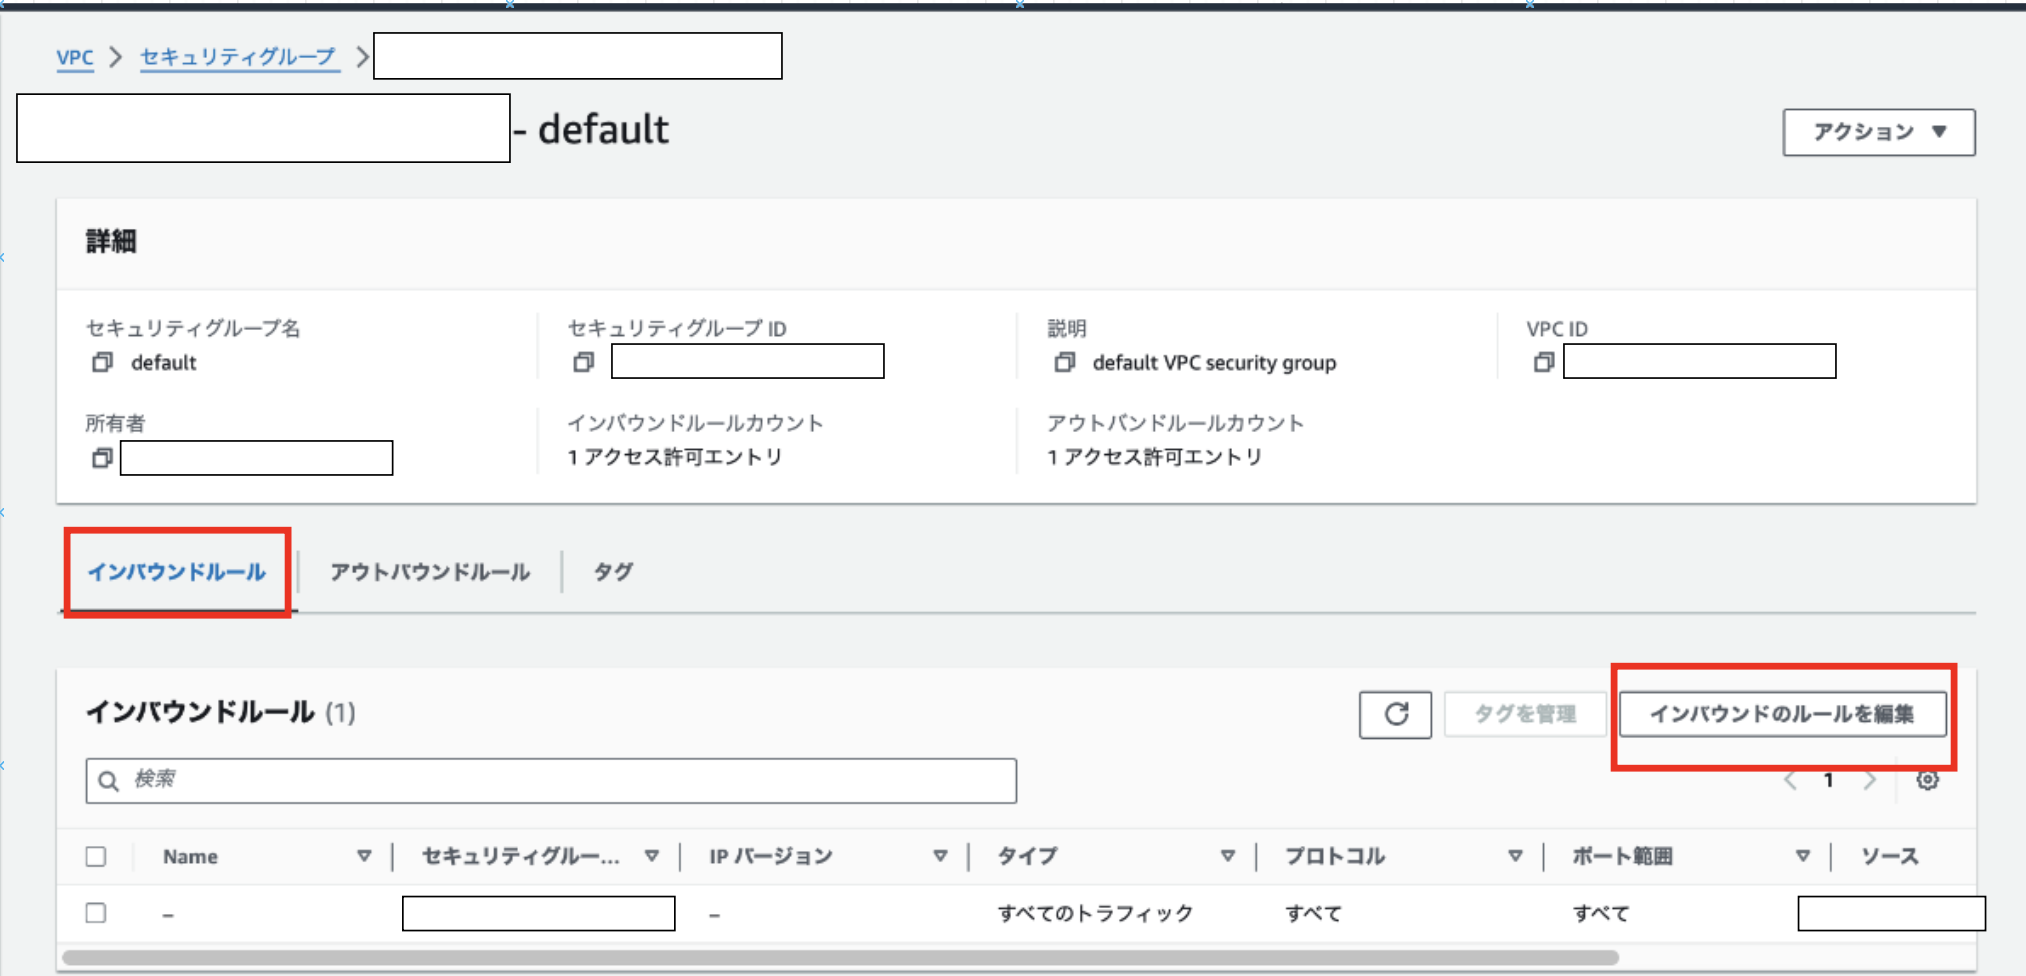 VPC > セキュリティグループ >
- default
アクション ▼
詳細
セキュリティグループ名
default
セキュリティグループ ID
説明
default VPC security group
VPC ID
所有者
インバウンドルールカウント
1 アクセス許可エントリ
アウトバンドルールカウント
1 アクセス許可エントリ
インバウンドルール | アウトバウンドルール | タグ
インバウンドルール (1)
タグを管理
インバウンドのルールを編集
検索
< 1 >
Name セキュリティグルー... IP バージョン タイプ プロトコル ポート範囲 ソース
– – すべてのトラフィック すべて すべて